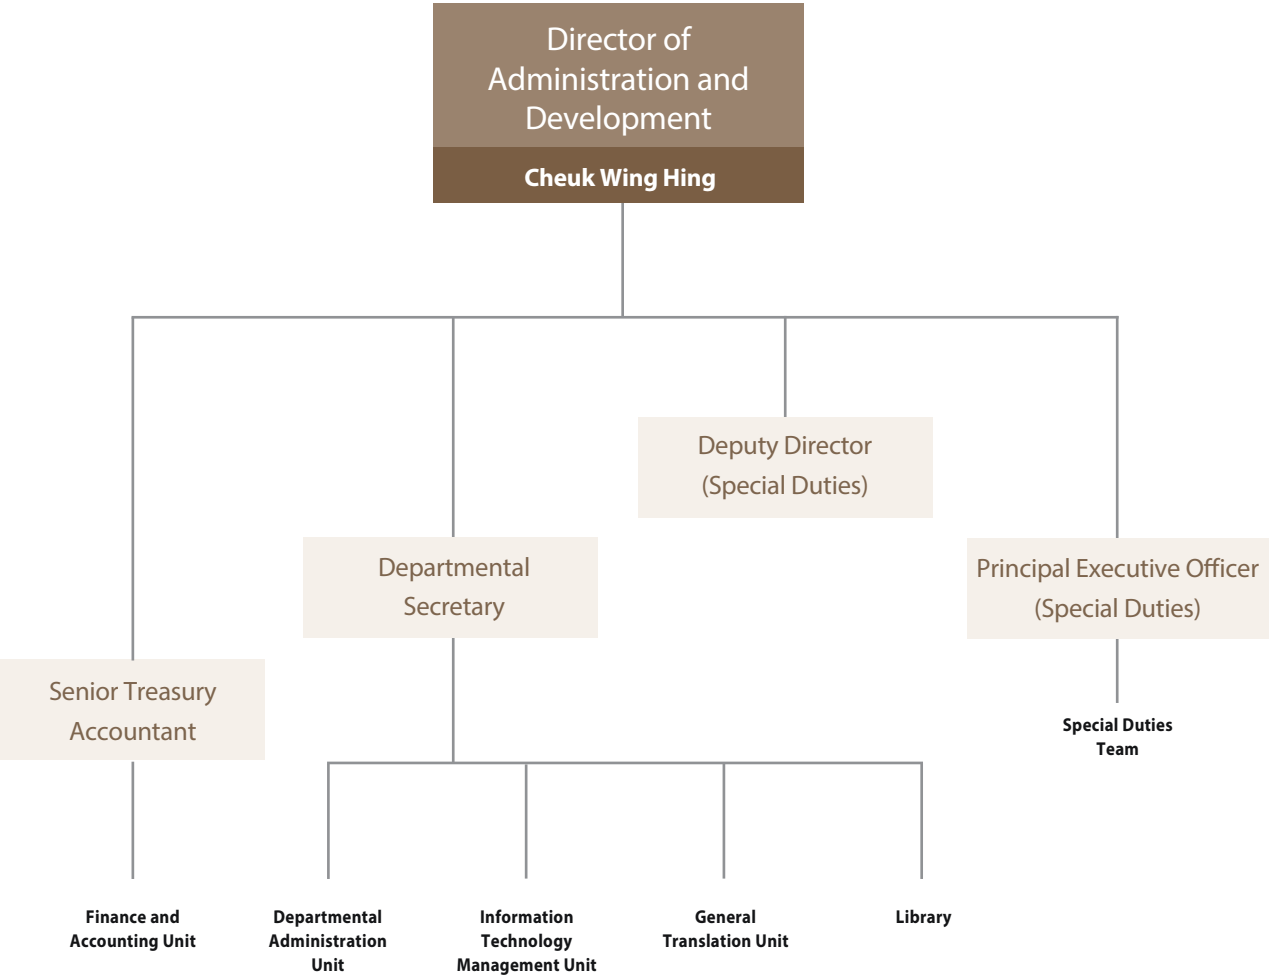 Director of
Administration and
Development
Cheuk Wing Hing
Deputy Director
(Special Duties)
Departmental
Secretary
Principal Executive Officer
(Special Duties)
Senior Treasury
Accountant
Special Duties
Team
Finance and
Accounting Unit
Departmental
Administration
Unit
Information
Technology
Management Unit
General
Translation Unit
Library